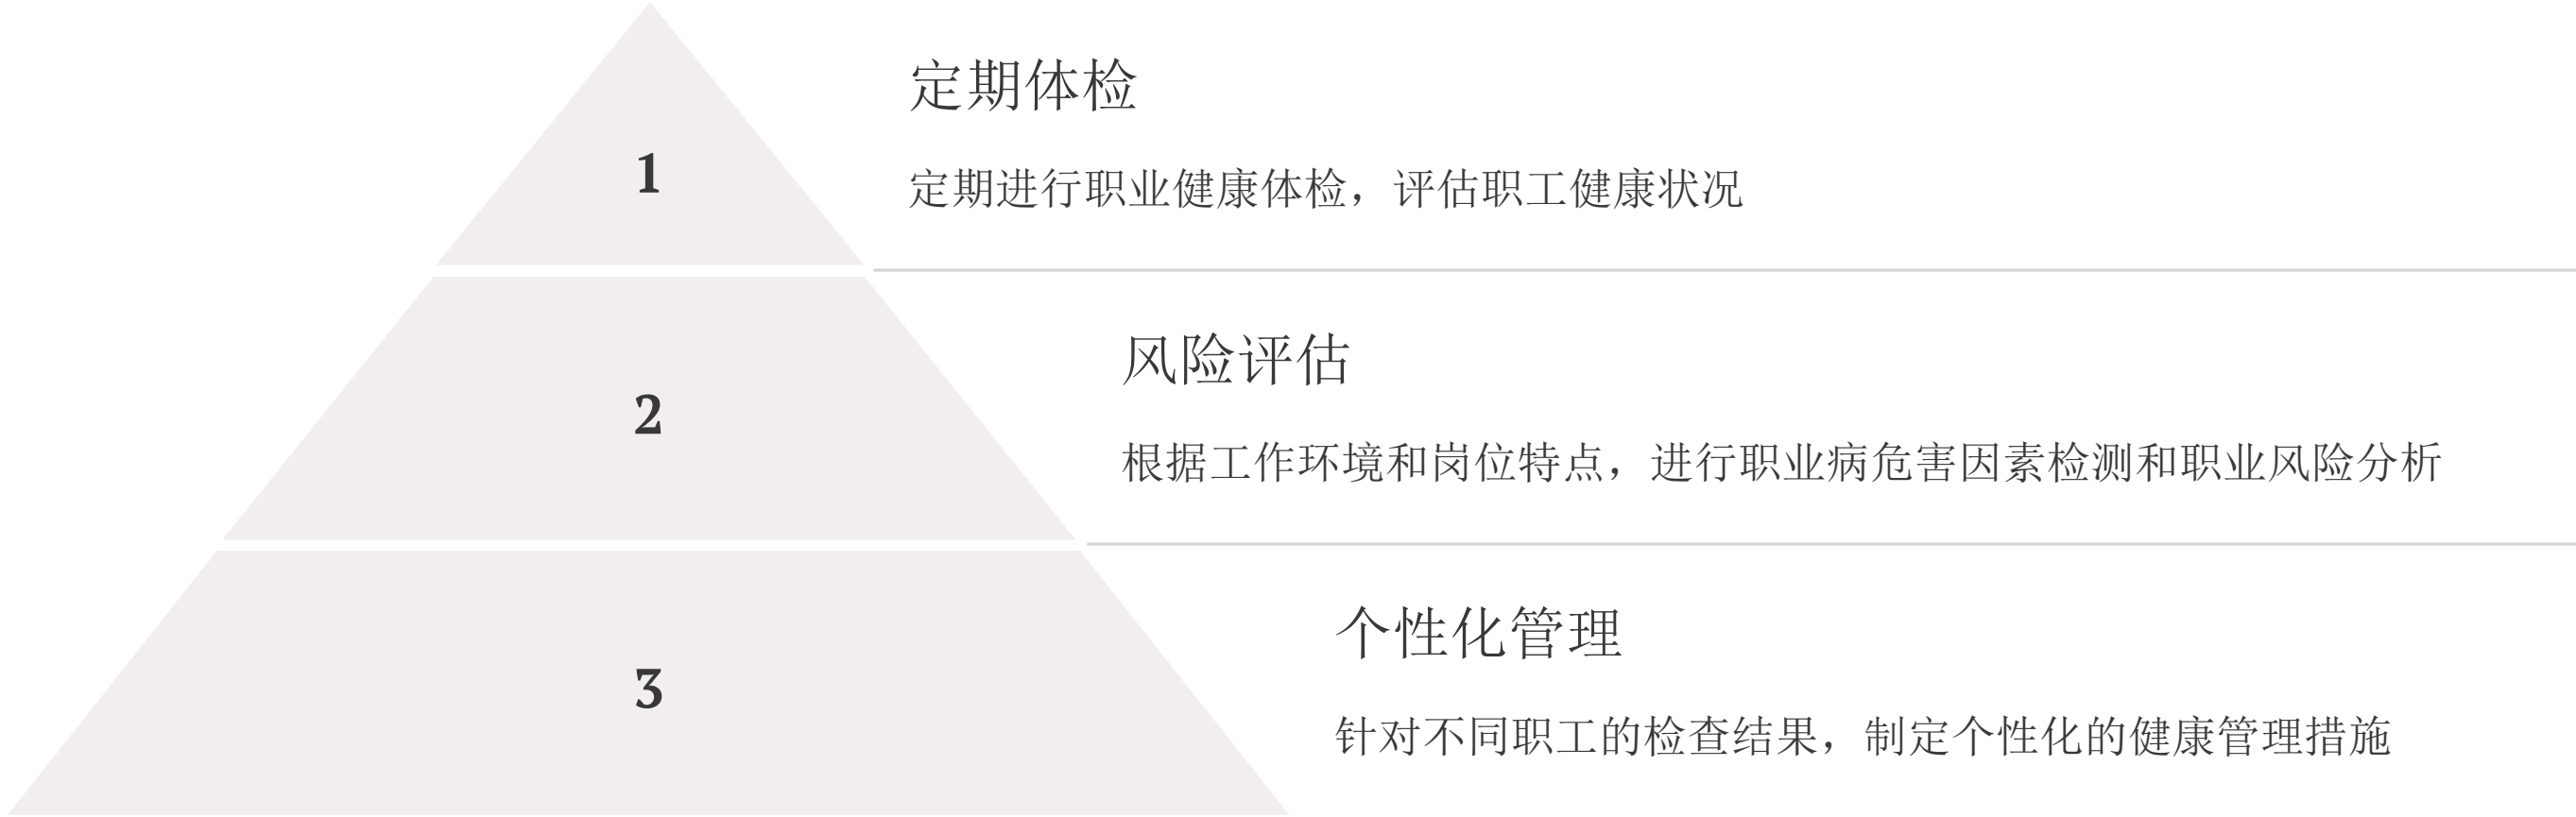 定期体检
1
定期进行职业健康体检，评估职工健康状况
风险评估
2
根据工作环境和岗位特点，进行职业病危害因素检测和职业风险分析
个性化管理
3
针对不同职工的检查结果，制定个性化的健康管理措施